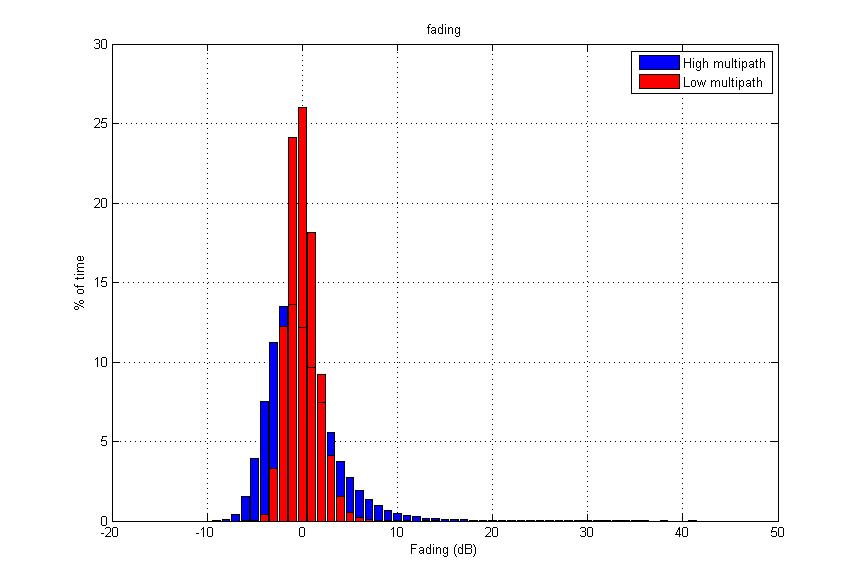 fading
30
25
20
15
10
5
0
% of time
-20 -10 0 10 20 30 40 50
Fading (dB)
High multipath
Low multipath